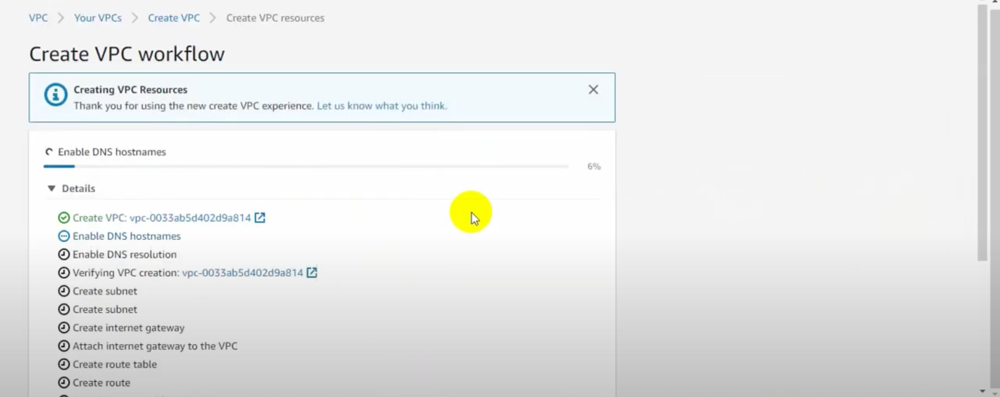 VPC > Your VPCs > Create VPC > Create VPC resources
Create VPC workflow
Creating VPC Resources
Thank you for using the new create VPC experience. Let us know what you think.
Enable DNS hostnames
6%
Details
Create VPC: vpc-0033ab5d402d9a814
Enable DNS hostnames
Enable DNS resolution
Verifying VPC creation: vpc-0033ab5d402d9a814
Create subnet
Create subnet
Create internet gateway
Attach internet gateway to the VPC
Create route table
Create route